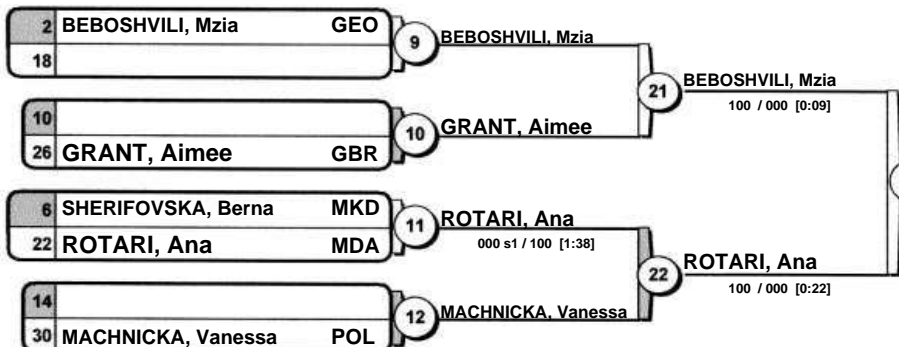 2 BEBOSHVILI, Mzia GEO
18
9
BEBOSHVILI, Mzia
10
26 GRANT, Aimee GBR
10
GRANT, Aimee
21
BEBOSHVILI, Mzia
100 / 000 [0:09]
6 SHERIFOVSKA, Berna MKD
22 ROTARI, Ana MDA
11
ROTARI, Ana
000 s1 / 100 [1:38]
14
30 MACHNICKA, Vanessa POL
12
MACHNICKA, Vanessa
22
ROTARI, Ana
100 / 000 [0:22]